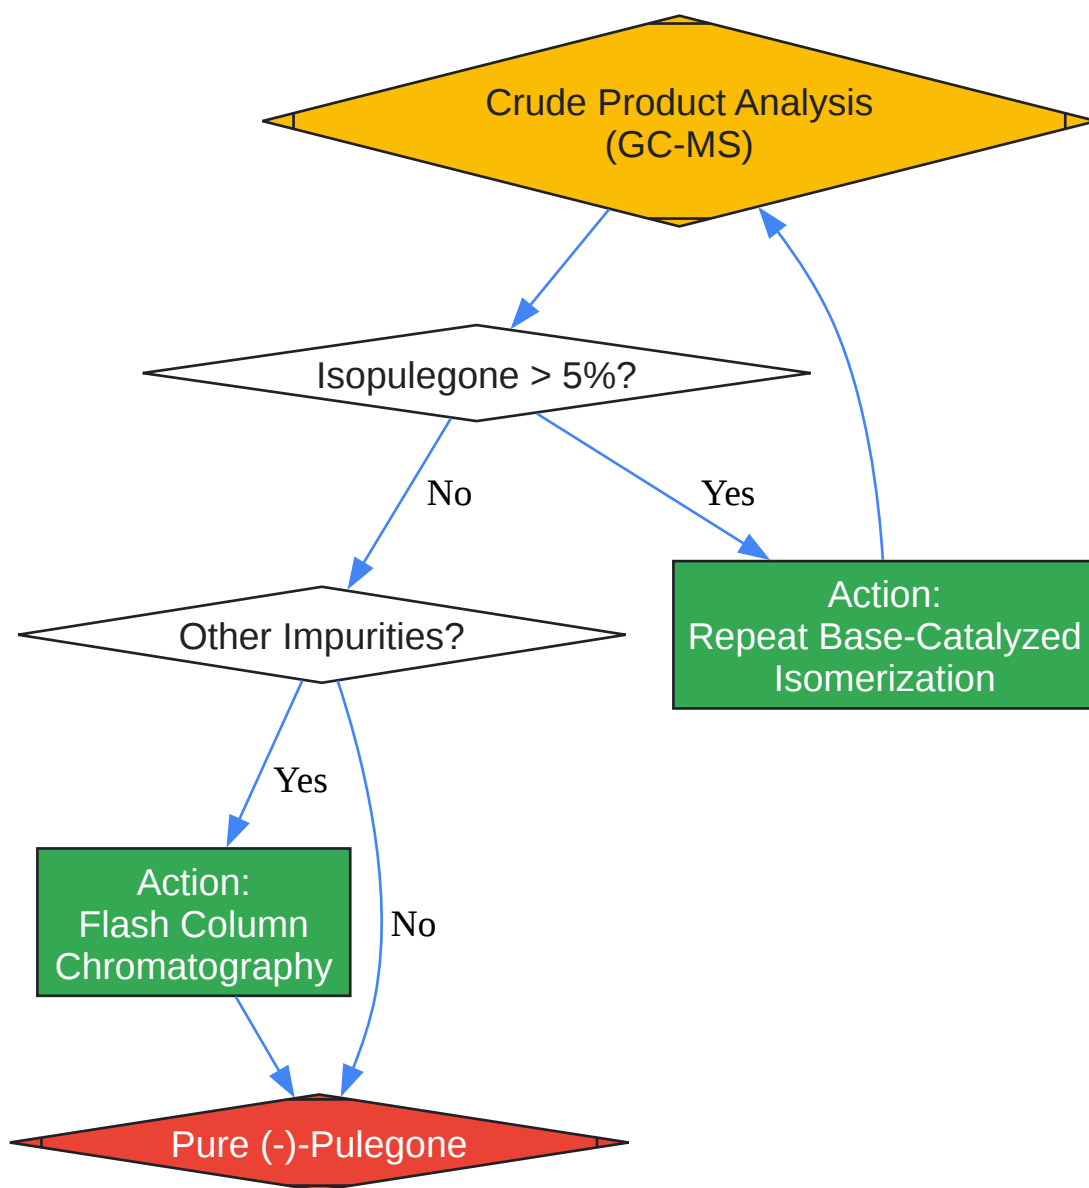 Crude Product Analysis
(GC-MS)
Isopulegone > 5%?
No
Yes
Action:
Repeat Base-Catalyzed
Isomerization
Other Impurities?
Yes
No
Action:
Flash Column
Chromatography
Pure (-)-Pulegone